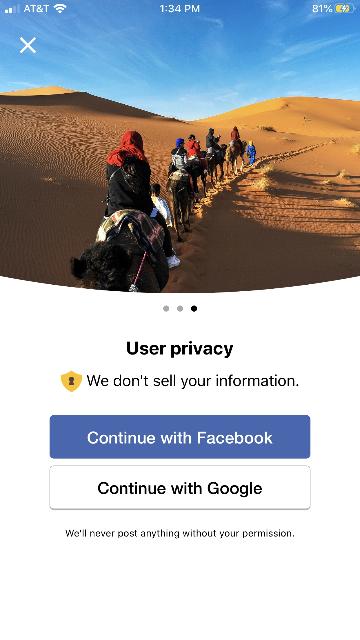 AT&T 1:34 PM 81%
User privacy
We don't sell your information.
Continue with Facebook
Continue with Google
We'll never post anything without your permission.